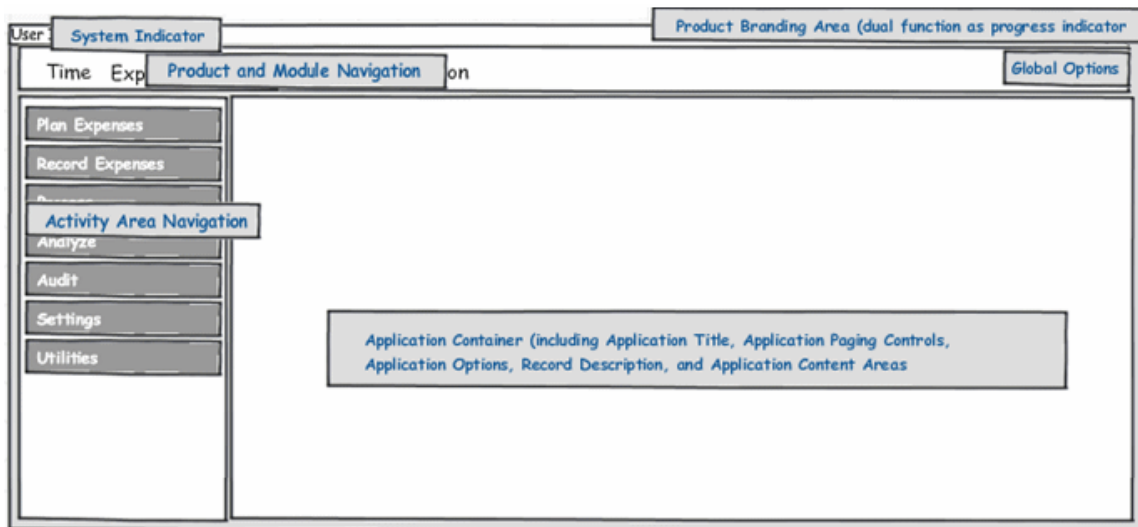 User
System Indicator
Product Branding Area (dual function as progress indicator
Time
Product and Module Navigation
Global Options
Plan Expenses
Record Expenses
Activity Area Navigation
Analyze
Audit
Settings
Utilities
Application Container (including Application Title, Application Paging Controls,
Application Options, Record Description, and Application Content Areas